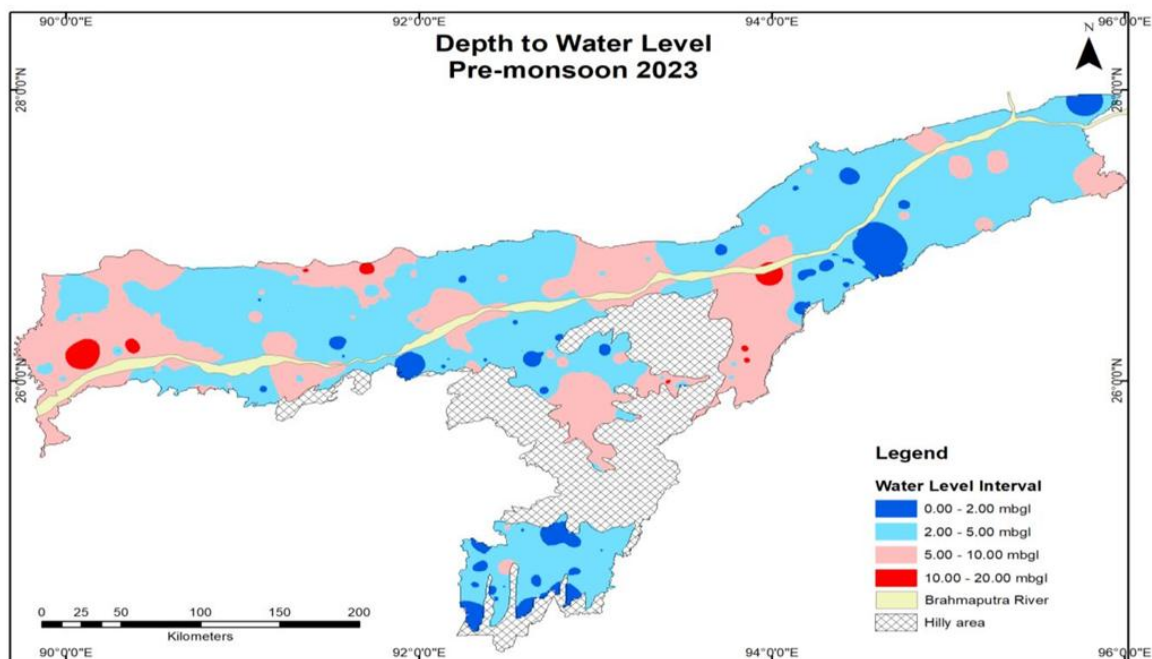 90°0'0"E 92°0'0"E 94°0'0"E 96°0'0"E
Depth to Water Level
Pre-monsoon 2023
N
28°0'0"N 28°0'0"N
26°0'0"N 26°0'0"N
Legend
Water Level Interval
0.00 - 2.00 mbgl
2.00 - 5.00 mbgl
5.00 - 10.00 mbgl
10.00 - 20.00 mbgl
Brahmaputra River
Hilly area
0 25 50 100 150 200
Kilometers
90°0'0"E 92°0'0"E 94°0'0"E 96°0'0"E